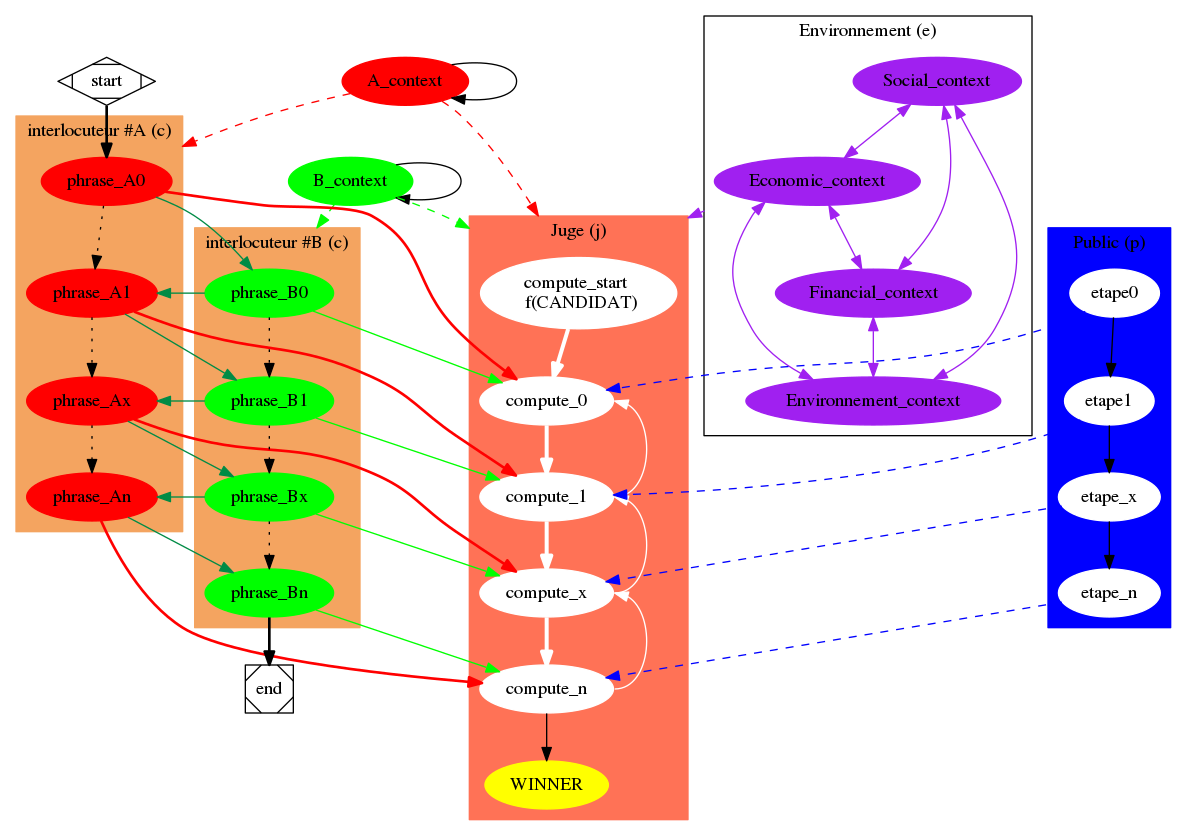 Environnement (e)
start
A_context
Social_context
interlocuteur #A (c)
phrase_A0
B_context
Economic_context
interlocuteur #B (c)
Juge (j)
Public (p)
phrase_A1
phrase_B0
compute_start
f(CANDIDAT)
Financial_context
etape0
phrase_Ax
phrase_B1
compute_0
Environnement_context
etape1
phrase_An
phrase_Bx
compute_1
etape_x
phrase_Bn
compute_x
etape_n
end
compute_n
WINNER